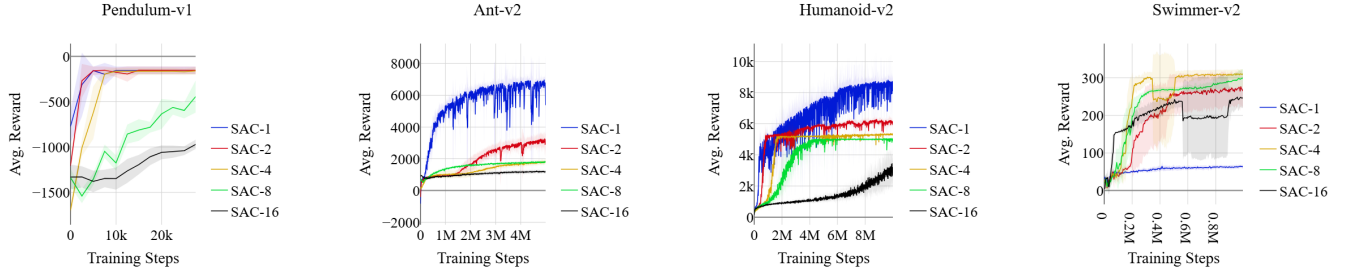 Pendulum-v1
0
−500
−1000
−1500
Avg. Reward
0
10k
20k
Training Steps
SAC-1
SAC-2
SAC-4
SAC-8
SAC-16
Ant-v2
8000
6000
4000
2000
0
−2000
Avg. Reward
0
1M
2M
3M
4M
Training Steps
SAC-1
SAC-2
SAC-4
SAC-8
SAC-16
Humanoid-v2
10k
8k
6k
4k
2k
0
Avg. Reward
0
2M
4M
6M
8M
Training Steps
SAC-1
SAC-2
SAC-4
SAC-8
SAC-16
Swimmer-v2
300
200
100
0
Avg. Reward
0
0.2M
0.4M
0.6M
0.8M
Training Steps
SAC-1
SAC-2
SAC-4
SAC-8
SAC-16